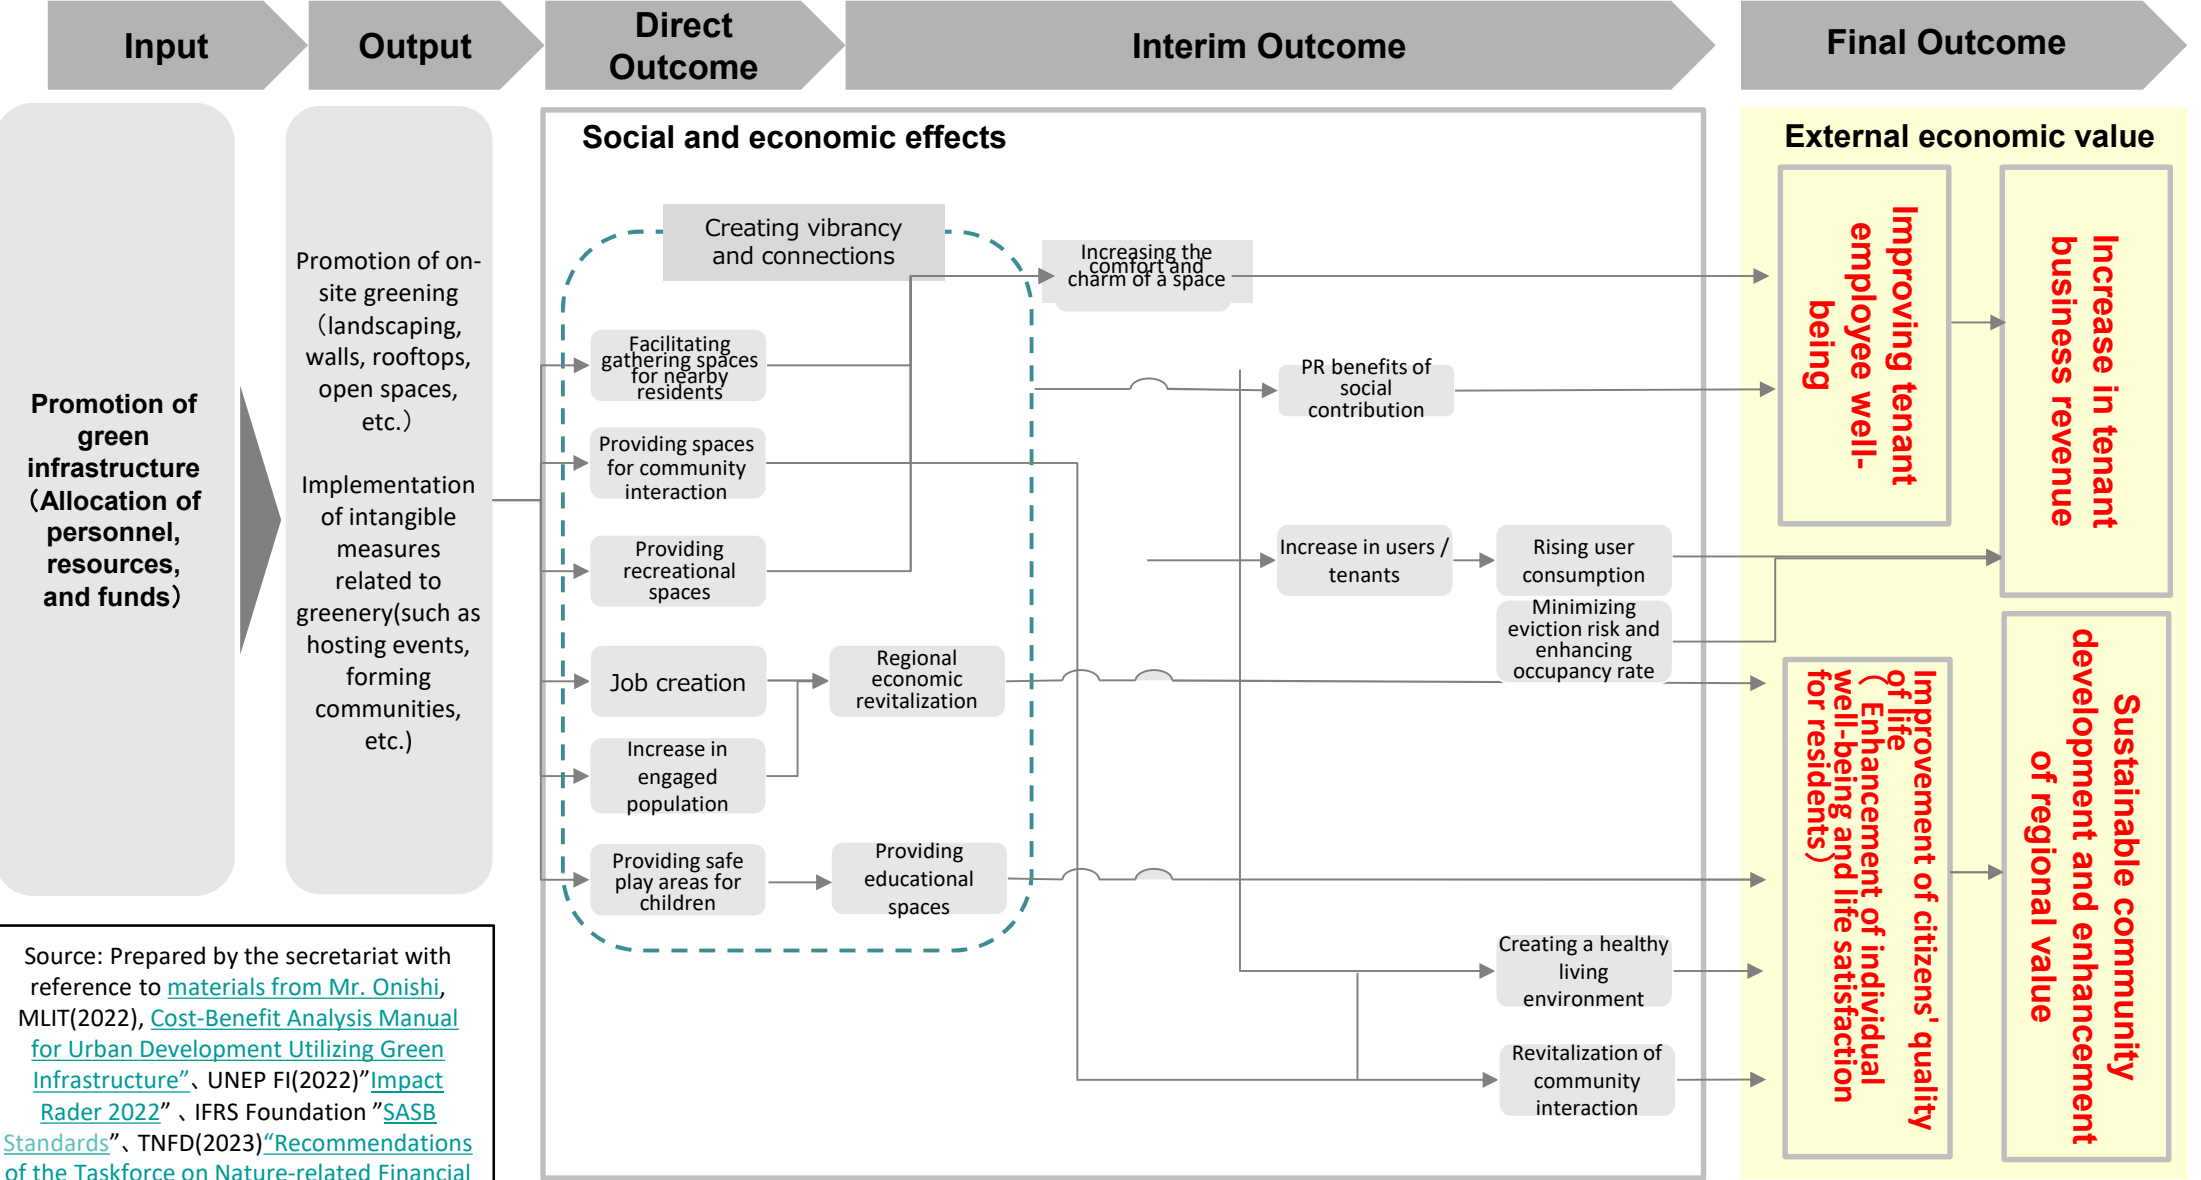 Input
Output
Direct
Outcome
Interim Outcome
Final Outcome
Promotion of
green
infrastructure
（Allocation of
personnel,
resources,
and funds）
Promotion of on-
site greening
（landscaping,
walls, rooftops,
open spaces,
etc.）
Implementation
of intangible
measures
related to
greenery(such as
hosting events,
forming
communities,
etc.)
Social and economic effects
Creating vibrancy
and connections
Facilitating
gathering spaces
for nearby
residents
Providing spaces
for community
interaction
Providing
recreational
spaces
Job creation
Increase in
engaged
population
Providing safe
play areas for
children
Regional
economic
revitalization
Providing
educational
spaces
Increasing the
comfort and
charm of a space
PR benefits of
social
contribution
Increase in users /
tenants
Rising user
consumption
Minimizing
eviction risk and
enhancing
occupancy rate
Creating a healthy
living
environment
Revitalization of
community
interaction
External economic value
Improving tenant
employee well-
being
Increase in tenant
business revenue
Improvement of citizens' quality
of life
（ Enhancement of individual
well-being and life satisfaction
for residents）
Sustainable community
development and enhancement
of regional value
Source: Prepared by the secretariat with
reference to materials from Mr. Onishi,
MLIT(2022), Cost-Benefit Analysis Manual
for Urban Development Utilizing Green
Infrastructure”、UNEP FI(2022)”Impact
Rader 2022” 、IFRS Foundation ”SASB
Standards”、TNFD(2023)“Recommendations
of the Taskforce on Nature-related Financial